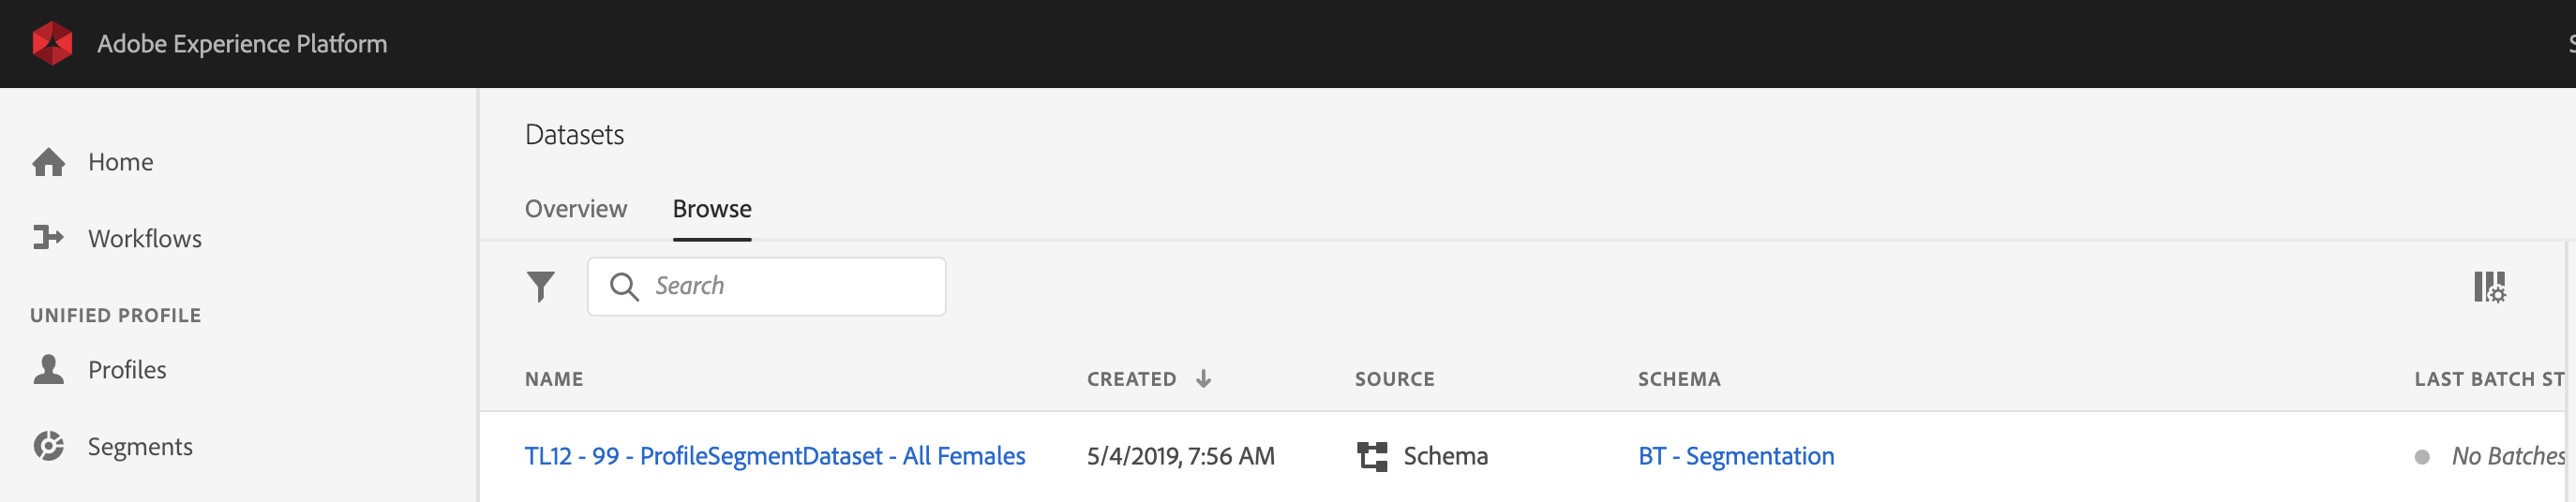 Adobe Experience Platform
Home
Workflows
UNIFIED PROFILE
Profiles
Segments
Datasets
Overview Browse
Search
NAME CREATED SOURCE SCHEMA LAST BATCH ST
TL12 - 99 - ProfileSegmentDataset - All Females 5/4/2019, 7:56 AM Schema BT - Segmentation No Batches